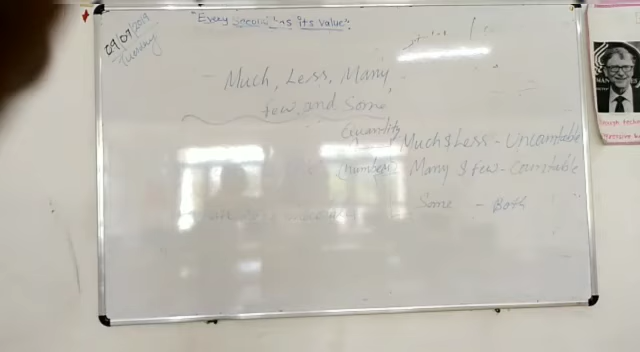 09/07/2019
Tuesday
"Every second has its value"
Much, Less, Many,
few and Some
Quantity
Much & Less - Uncountable
Number
Many & few - Countable
Some - Both